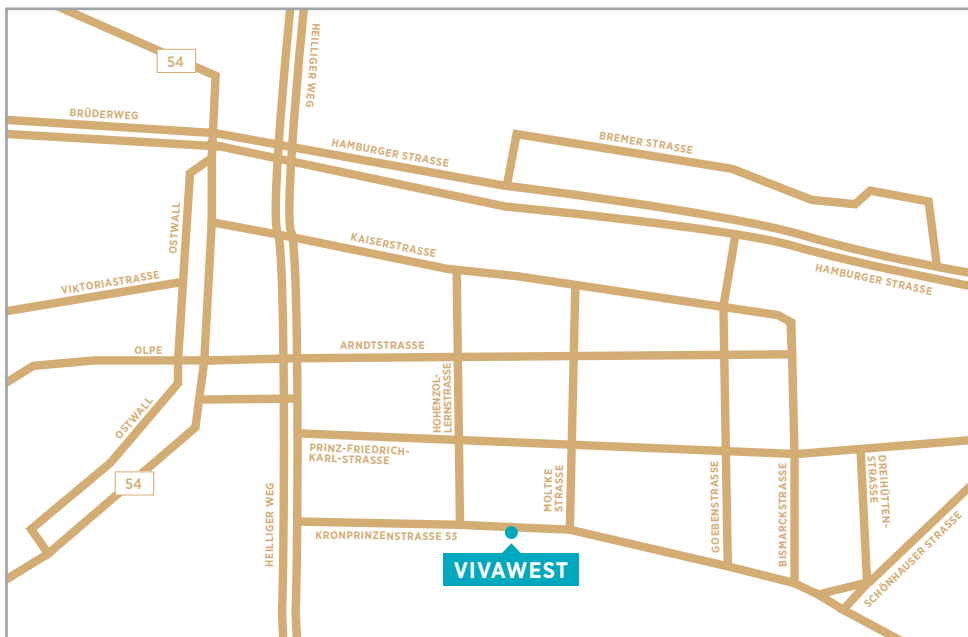 54
HEILLIGER WEG
BRÜDERWEG
HAMBURGER STRASSE
BREMER STRASSE
OSTWALL
KAISERSTRASSE
VIKTORIASTRASSE
HAMBURGER STRASSE
OLPE
ARNDTSTRASSE
HOHENZOL-
LERNSTRASSE
OSTWALL
PRINZ-FRIEDRICH-
KARL-STRASSE
54
HEILLIGER WEG
MOLTKE
STRASSE
GOEBENSTRASSE
BISMARCKSTRASSE
DREIHÜTTEN-
STRASSE
SCHÖNHAUSER STRASSE
KRONPRINZENSTRASSE 53
VIVAWEST